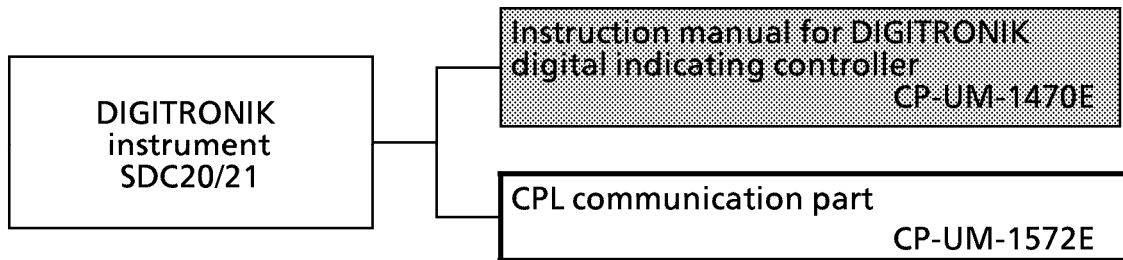 DIGITRONIK
instrument
SDC20/21
Instruction manual for DIGITRONIK
digital indicating controller
CP-UM-1470E
CPL communication part
CP-UM-1572E